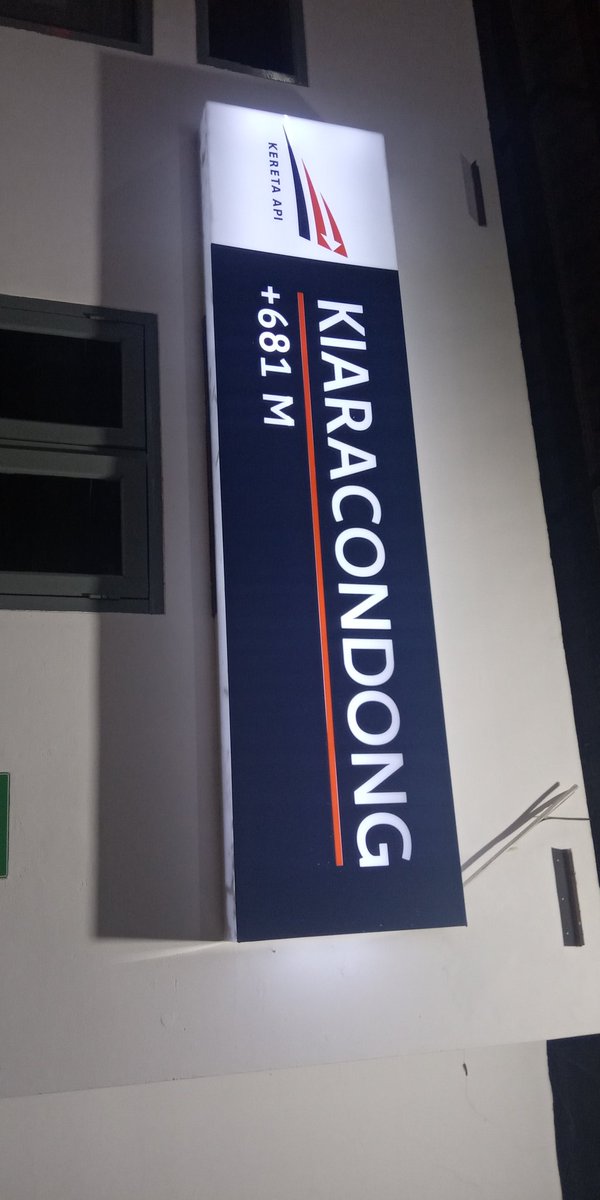 KERETA API
KIARACONDONG
+681 M